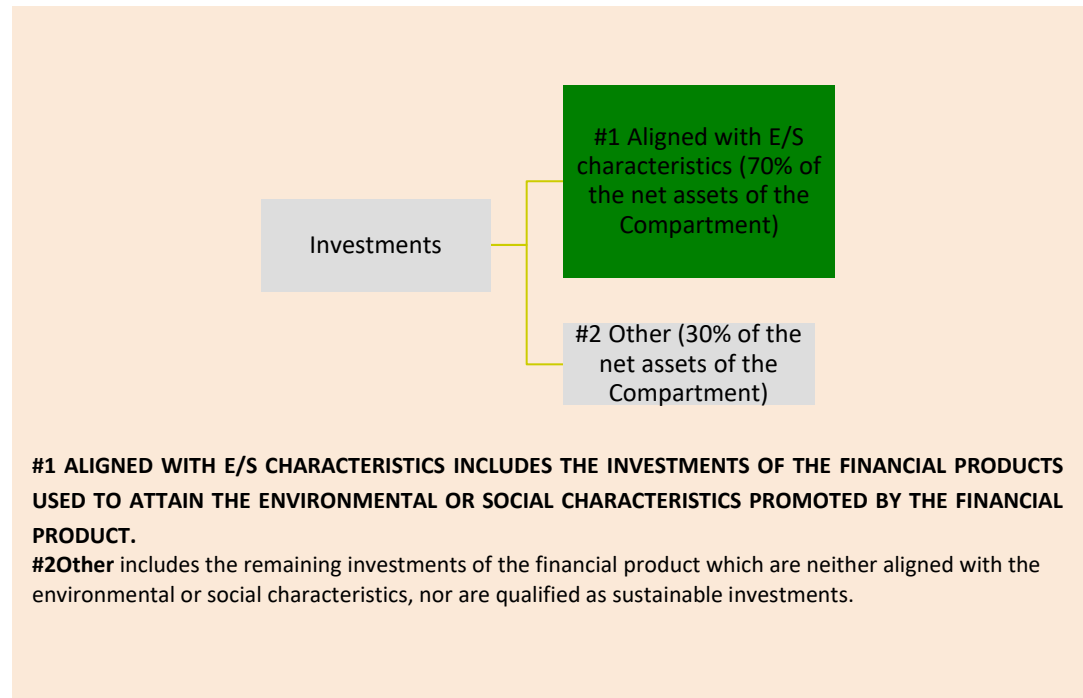 #1 Aligned with E/S
characteristics (70% of
the net assets of the
Compartment)
Investments
#2 Other (30% of the
net assets of the
Compartment)
#1 ALIGNED WITH E/S CHARACTERISTICS INCLUDES THE INVESTMENTS OF THE FINANCIAL PRODUCTS
USED TO ATTAIN THE ENVIRONMENTAL OR SOCIAL CHARACTERISTICS PROMOTED BY THE FINANCIAL
PRODUCT.
#2Other includes the remaining investments of the financial product which are neither aligned with the
environmental or social characteristics, nor are qualified as sustainable investments.